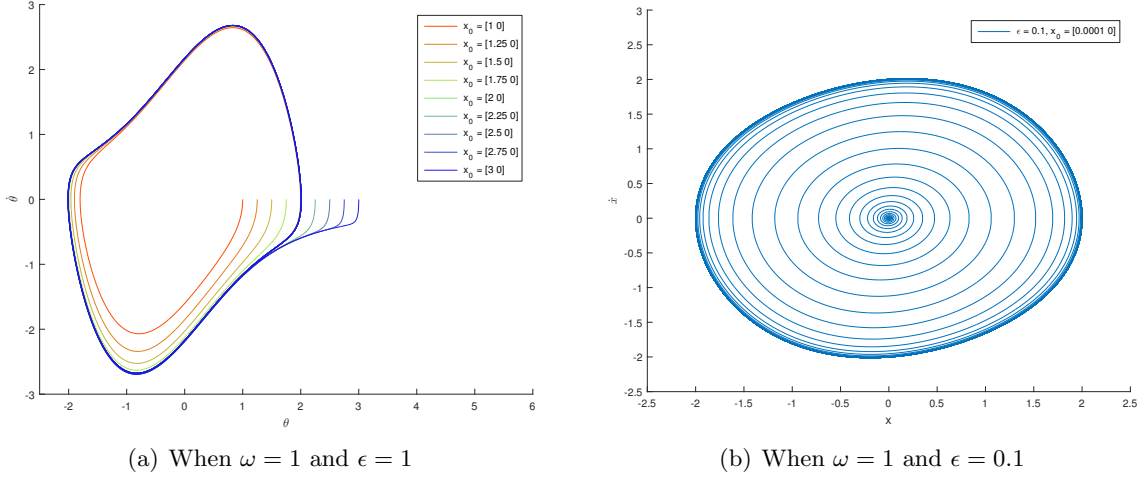 3
2
1
0
-1
-2
-3
θ̇
-2 -1 0 1 2 3 4 5 6
θ
x₀ = [1 0]
x₀ = [1.25 0]
x₀ = [1.5 0]
x₀ = [1.75 0]
x₀ = [2 0]
x₀ = [2.25 0]
x₀ = [2.5 0]
x₀ = [2.75 0]
x₀ = [3 0]
(a) When ω = 1 and ϵ = 1
3
2.5
2
1.5
1
0.5
0
-0.5
-1
-1.5
-2
-2.5
ẋ
-2.5 -2 -1.5 -1 -0.5 0 0.5 1 1.5 2 2.5
x
ϵ = 0.1, x₀ = [0.0001 0]
(b) When ω = 1 and ϵ = 0.1